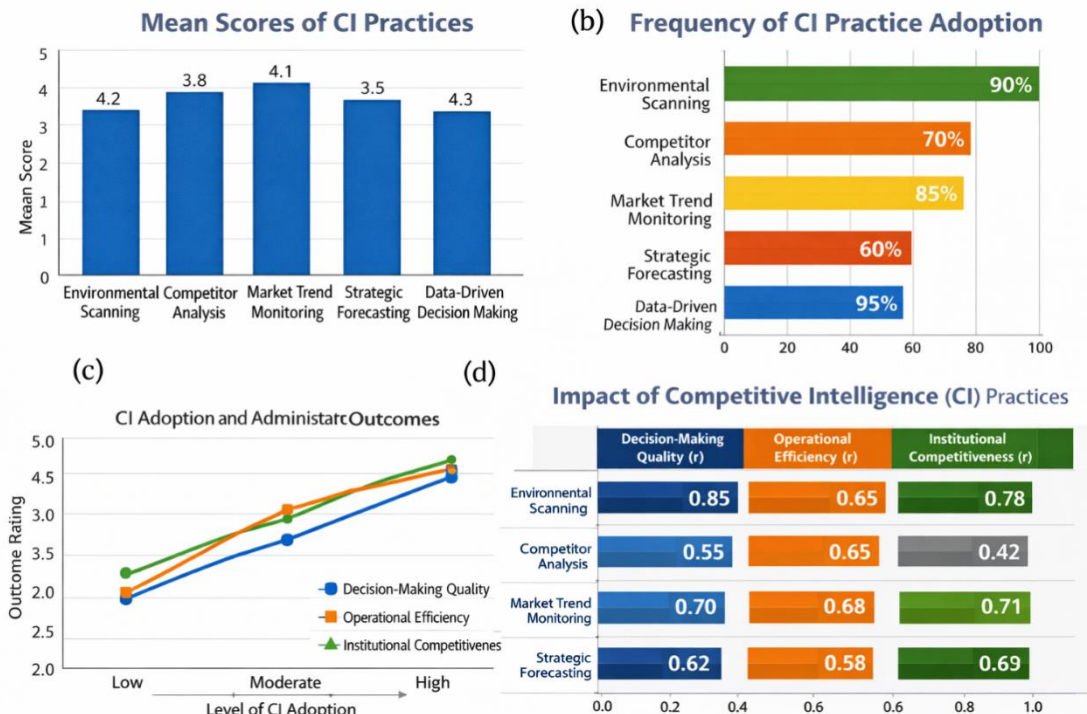 Mean Scores of CI Practices
5
4
3
2
1
1
0
Mcaan Score
4.2
3.8
4.1
3.5
4.3
Environmental
Scanning
Competitor
Analysis
Market Trend
Monitoring
Strategic
Forecasting
Data-Driven
Decision Making
(b) Frequency of CI Practice Adoption
Environmental
Scanning
90%
Competitor
Analysis
70%
Market Trend
Monitoring
85%
Strategic
Forecasting
60%
Data-Driven
Decision Making
95%
0 20 40 60 80 100
(c)
CI Adoption and AdministarcOutcomes
5.0
4.5
3.0
3.5
2.0
2.5
2.0
Outcome Rating
Decision-Making Quality
Operational Efficiency
Institutional Competitivenes
Low Moderate High
Level of CI Adoption
(d)
Impact of Competitive Intelligence (CI) Practices
Decision-Making
Quality (r)
Operational
Efficiency (r)
Institutional
Competitiveness (r)
Environnental
Scanning
0.85 0.65 0.78
Competitor
Analysis
0.55 0.65 0.42
Market Trend
Monitoring
0.70 0.68 0.71
Strategic
Forecasting
0.62 0.58 0.69
0.0 0.2 0.4 0.6 0.6 0.8 1.0